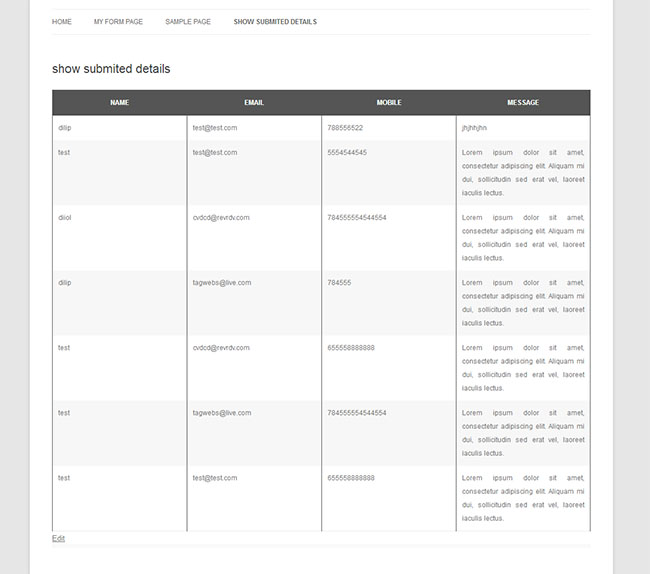 HOME MY FORM PAGE SAMPLE PAGE SHOW SUBMITED DETAILS
show submited details
NAME EMAIL MOBILE MESSAGE
dilip test@test.com 788556522 jhjhhjhn
test test@test.com 5554544545 Lorem ipsum dolor sit amet,
consectetur adipiscing elit. Aliquam mi
dui, sollicitudin sed erat vel, laoreet
iaculis lectus.
diiol cvdcd@revrdv.com 784555554544554 Lorem ipsum dolor sit amet,
consectetur adipiscing elit. Aliquam mi
dui, sollicitudin sed erat vel, laoreet
iaculis lectus.
dilip tagwebs@live.com 784555 Lorem ipsum dolor sit amet,
consectetur adipiscing elit. Aliquam mi
dui, sollicitudin sed erat vel, laoreet
iaculis lectus.
test cvdcd@revrdv.com 655558888888 Lorem ipsum dolor sit amet,
consectetur adipiscing elit. Aliquam mi
dui, sollicitudin sed erat vel, laoreet
iaculis lectus.
test tagwebs@live.com 784555554544554 Lorem ipsum dolor sit amet,
consectetur adipiscing elit. Aliquam mi
dui, sollicitudin sed erat vel, laoreet
iaculis lectus.
test test@test.com 655558888888 Lorem ipsum dolor sit amet,
consectetur adipiscing elit. Aliquam mi
dui, sollicitudin sed erat vel, laoreet
iaculis lectus.
Edit